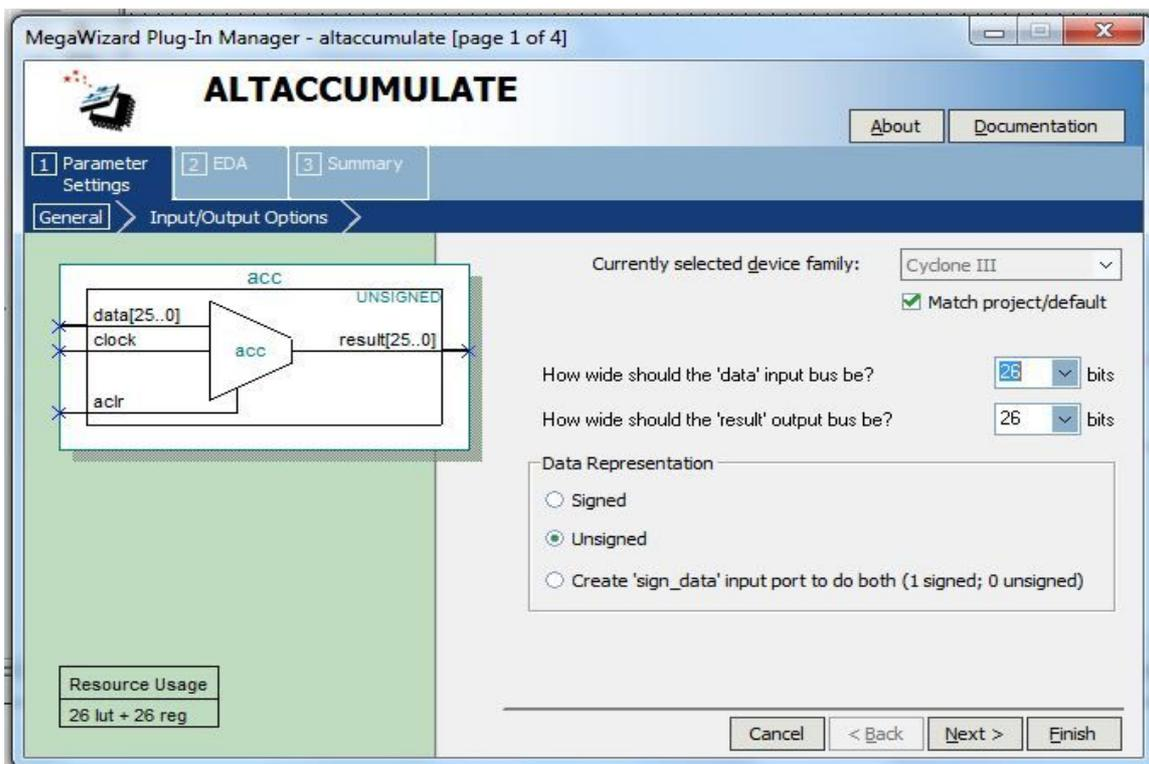 MegaWizard Plug-In Manager - altaccumulate [page 1 of 4]
ALTACCUMULATE
About
Documentation
1 Parameter Settings
2 EDA
3 Summary
General
Input/Output Options
acc
UNSIGNED
data[25..0]
clock
acc
result[25..0]
aclr
Resource Usage
26 lut + 26 reg
Currently selected device family:
Cyclone III
Match project/default
How wide should the 'data' input bus be?
26
bits
How wide should the 'result' output bus be?
26
bits
Data Representation
Signed
Unsigned
Create 'sign_data' input port to do both (1 signed; 0 unsigned)
Cancel
< Back
Next >
Finish